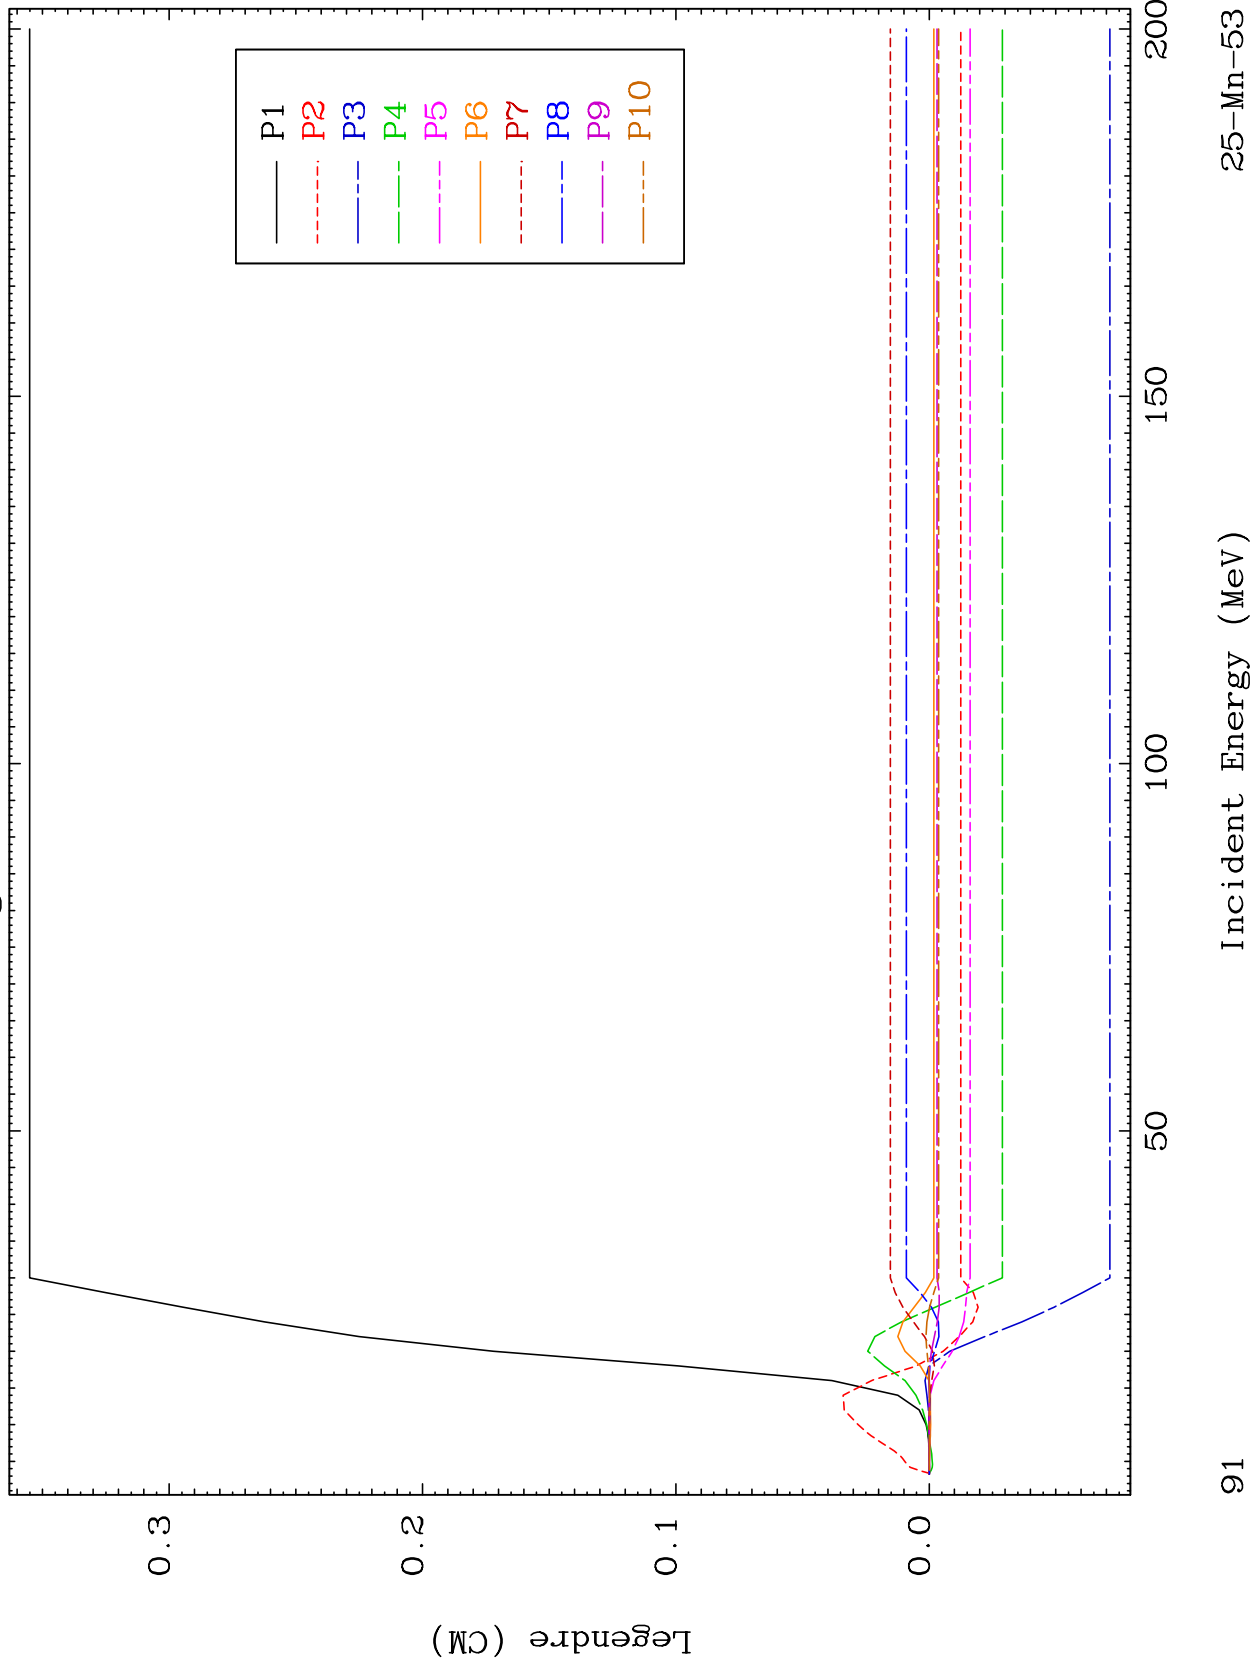 P1
P2
P3
P4
P5
P6
P7
P8
P9
P10
0.3
0.2
0.1
0.0
Legendre (CM)
50
100
150
200
Incident Energy (MeV)
91
25-Mn-53